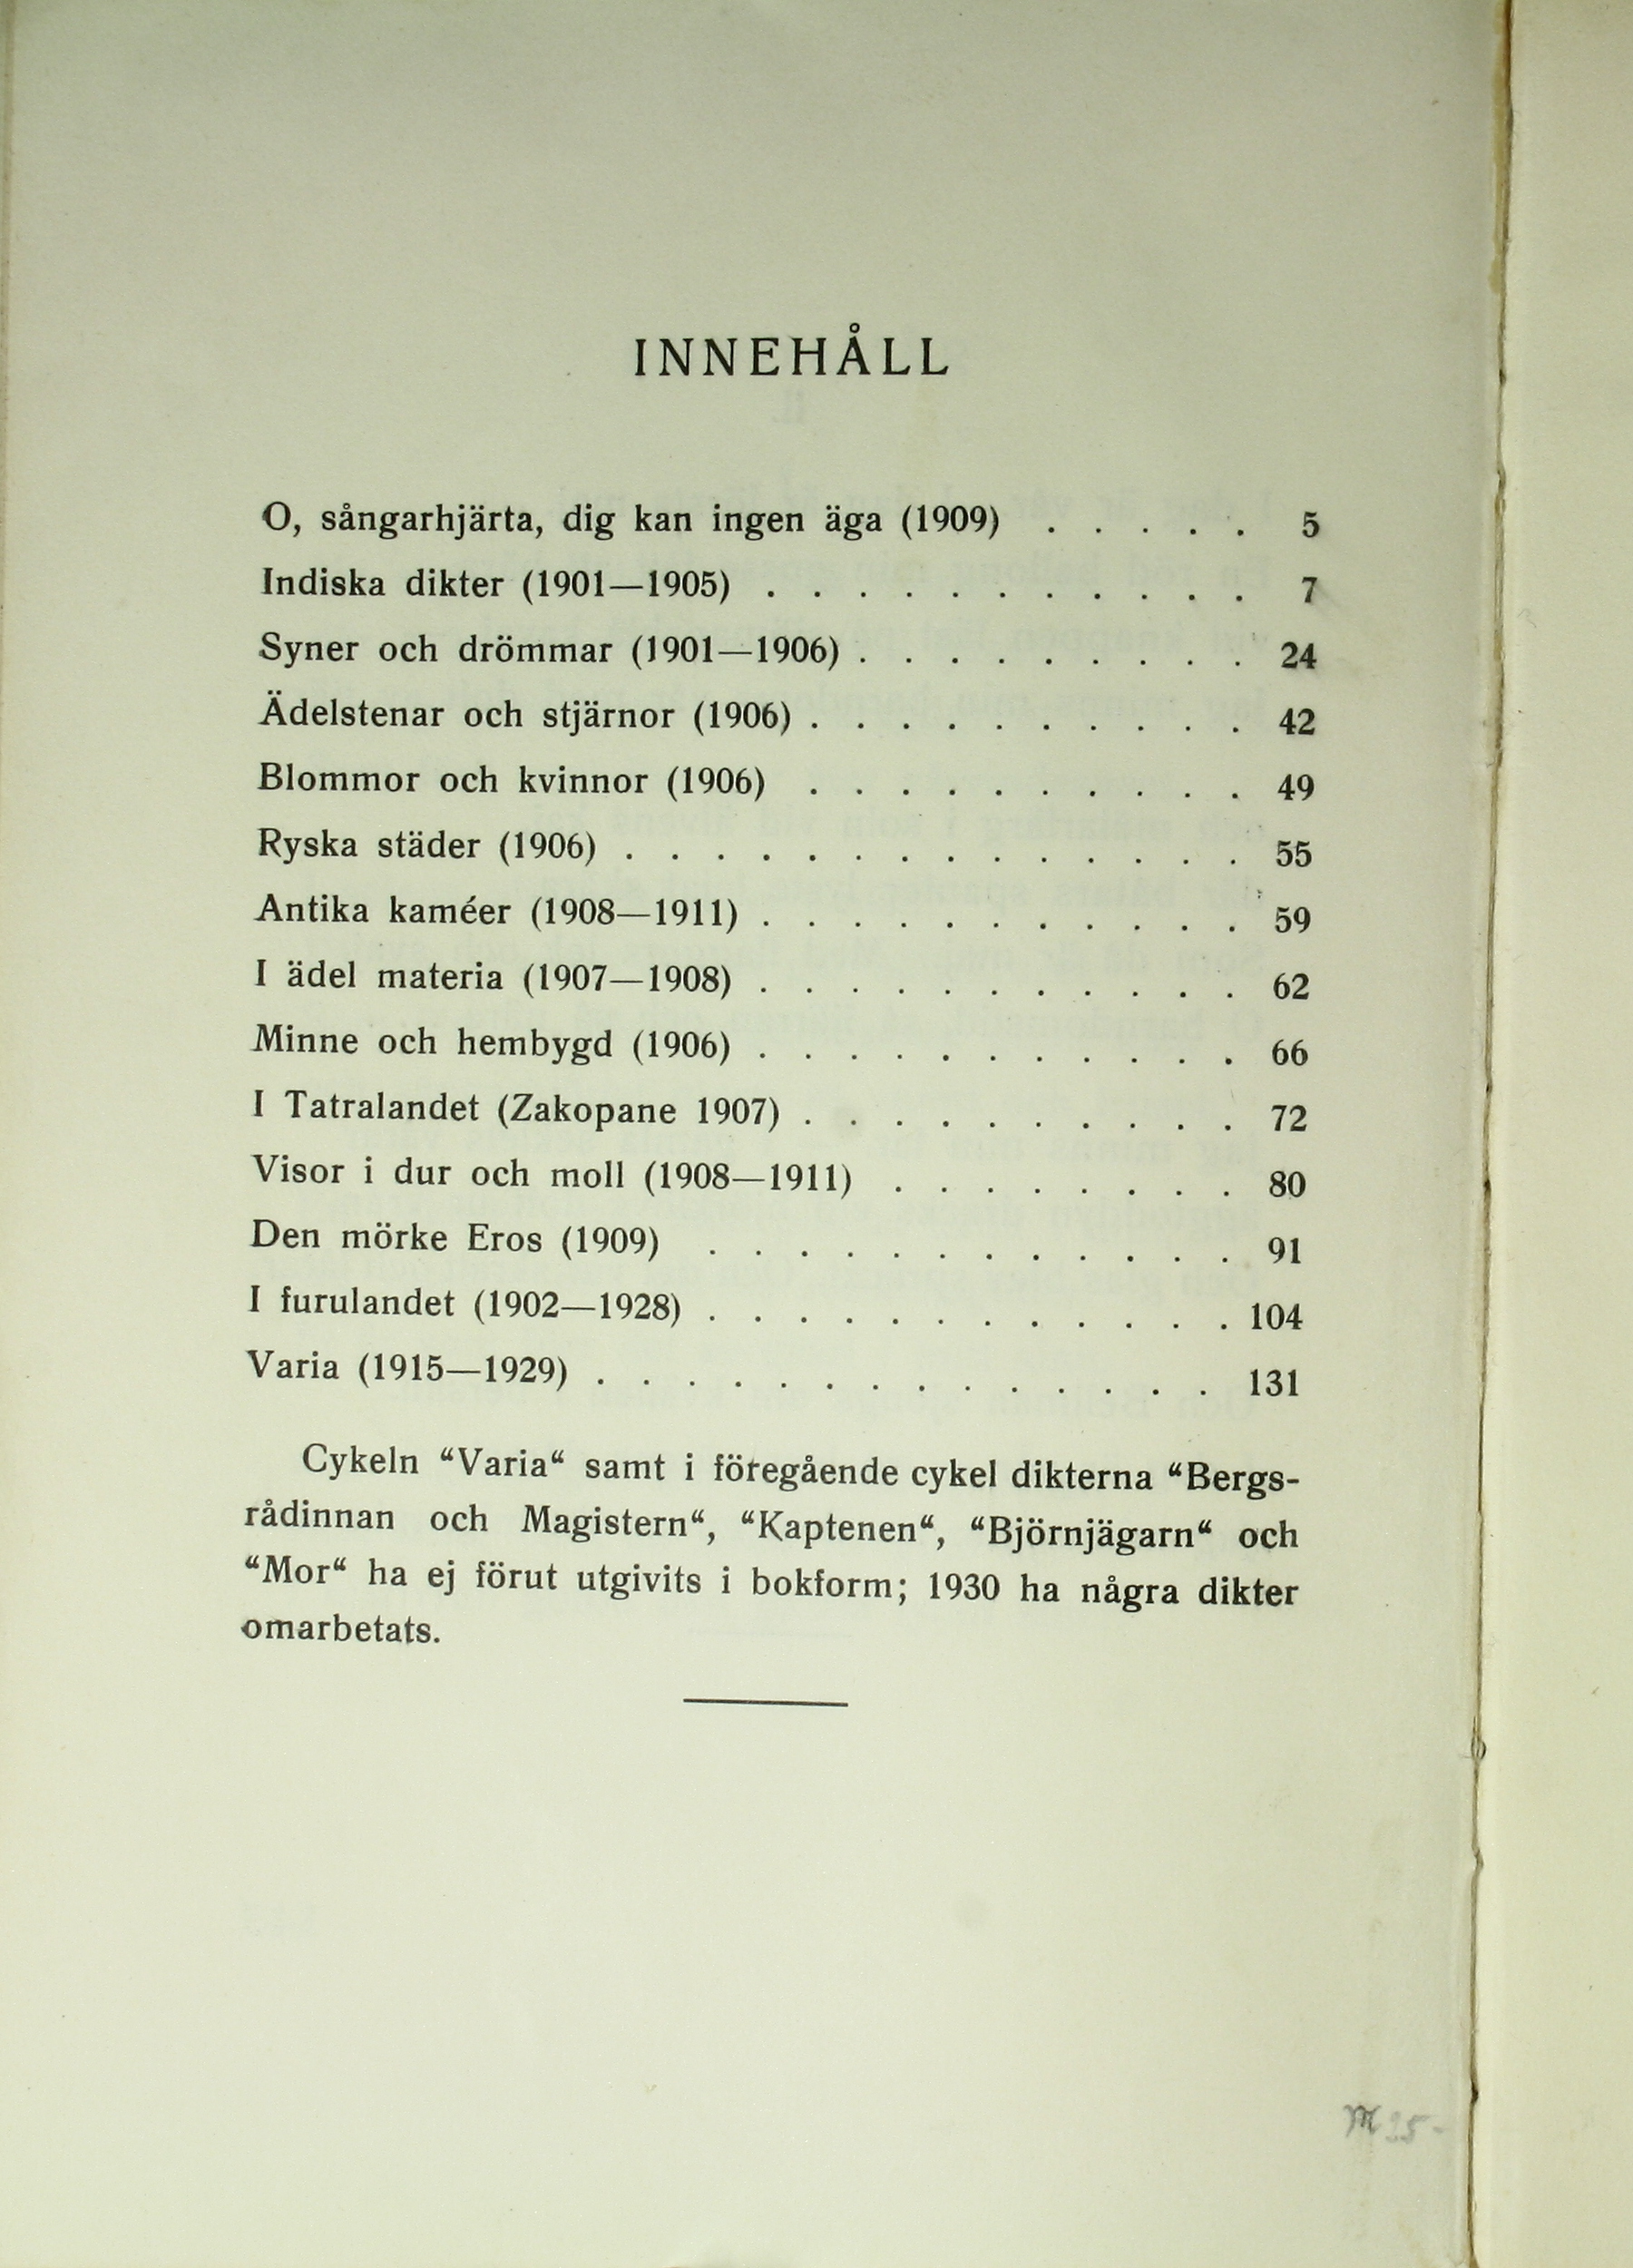 INNEHÅLL
O, sångarhjärta, dig kan ingen äga (1909) . . . . . 5
Indiska dikter (1901—1905) . . . . . . . . . . . 7
Syner och drömmar (1901—1906) . . . . . . . . . 24
Ädelstenar och stjärnor (1906) . . . . . . . . . . 42
Blommor och kvinnor (1906) . . . . . . . . . . 49
Ryska städer (1906) . . . . . . . . . . . . . . 55
Antika kaméer (1908—1911) . . . . . . . . . . . 59
I ädel materia (1907—1908) . . . . . . . . . . . 62
Minne och hembygd (1906) . . . . . . . . . . . 66
I Tatralandet (Zakopane 1907) . . . . . . . . . . 72
Visor i dur och moll (1908—1911) . . . . . . . . 80
Den mörke Eros (1909) . . . . . . . . . . . . 91
I furulandet (1902—1928) . . . . . . . . . . . . 104
Varia (1915—1929) . . . . . . . . . . . . . . 131
Cykeln “Varia“ samt i föregående cykel dikterna “Bergs-
rådinnan och Magistern“, “Kaptenen“, “Björnjägarn“ och
“Mor“ ha ej förut utgivits i bokform; 1930 ha några dikter
omarbetats.